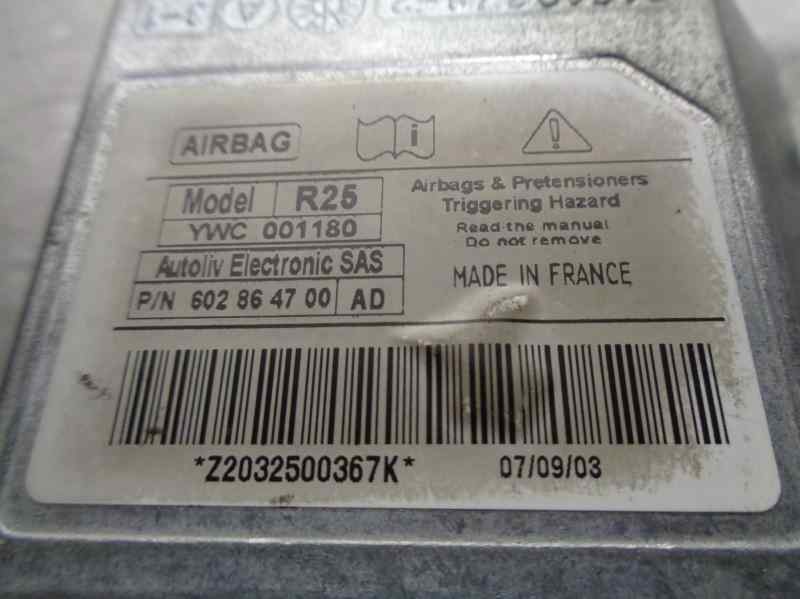 AIRBAG
i
!
Model R25
YWC 001180
Autoliv Electronic SAS
P/N 602 86 47 00 AD
Airbags & Pretensioners
Triggering Hazard
Read the manual
Do not remove
MADE IN FRANCE
*Z2032500367K* 07/09/03